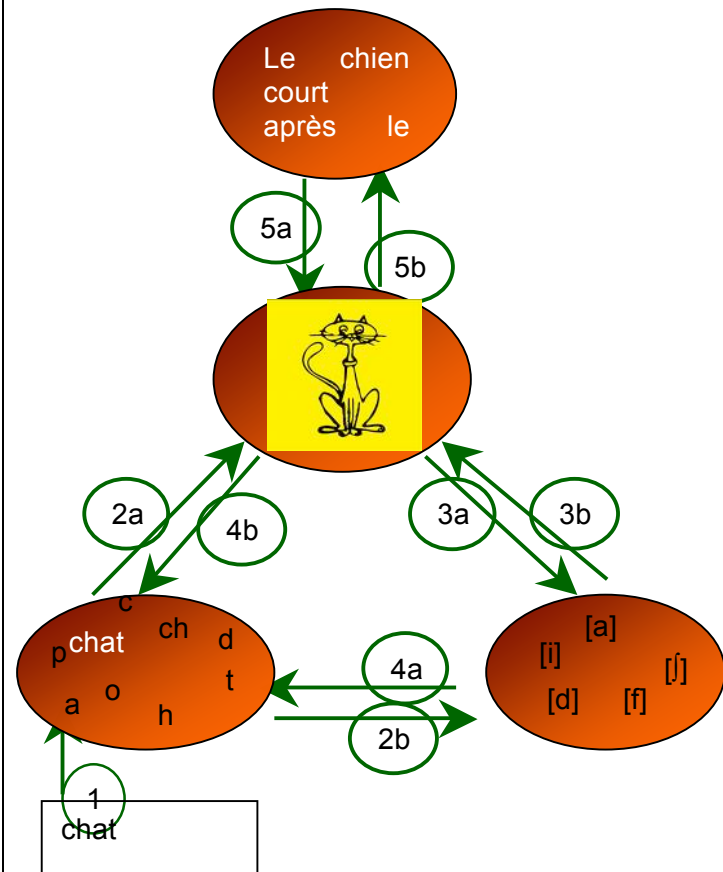 Le chien
court
après le
5a
5b
2a
4b
3a
3b
c
chat
ch
d
p
t
a
o
h
[a]
[i]
[ʃ]
[d]
[f]
4a
2b
1
chat